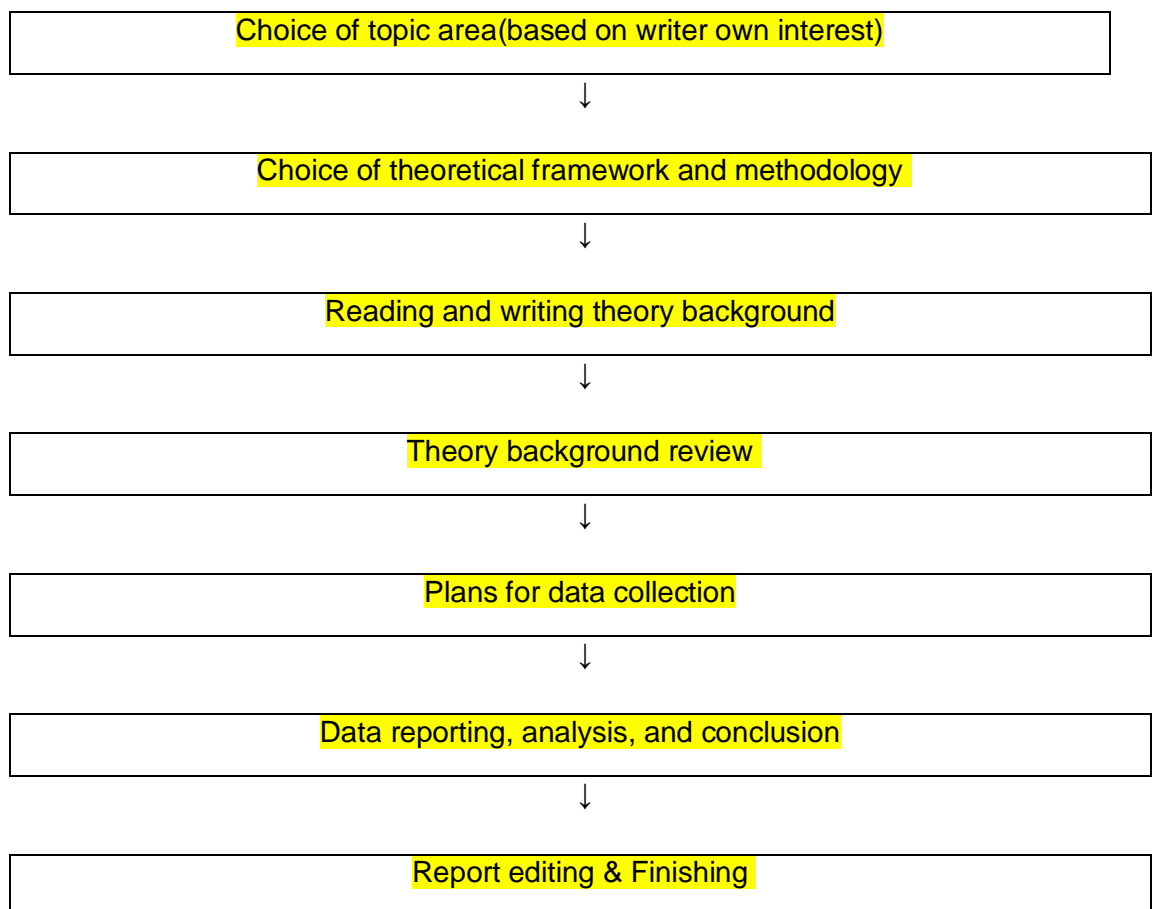 Choice of topic area(based on writer own interest)
↓
Choice of theoretical framework and methodology
↓
Reading and writing theory background
↓
Theory background review
↓
Plans for data collection
↓
Data reporting, analysis, and conclusion
↓
Report editing & Finishing